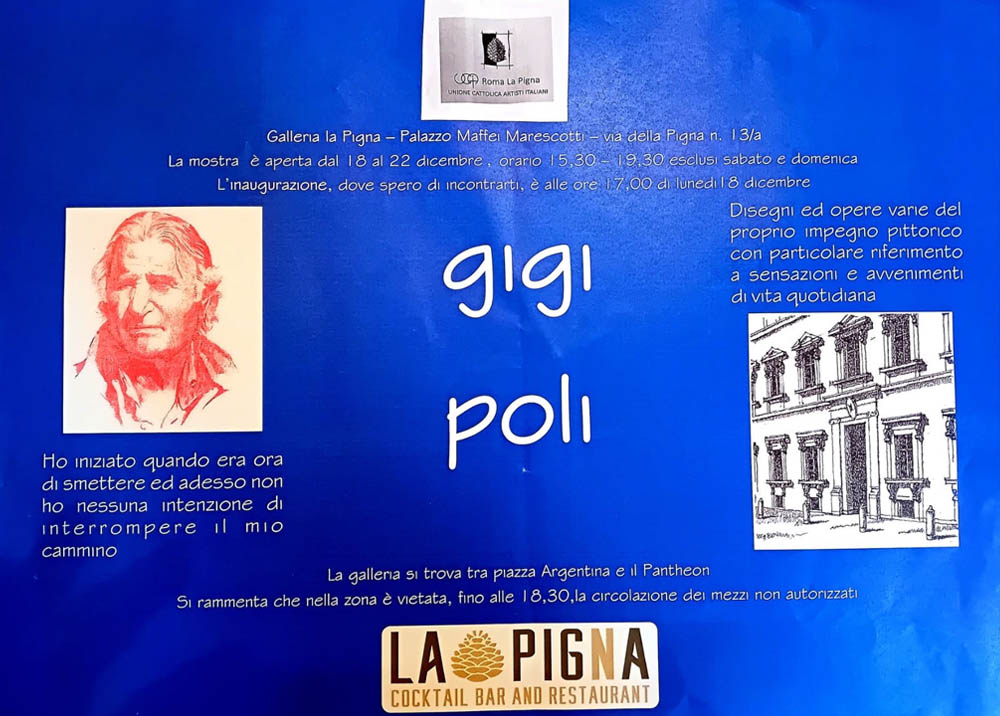 UCAI Roma La Pigna
UNIONE CATTOLICA ARTISTI ITALIANI
Galleria la Pigna – Palazzo Maffei Marescotti – via della Pigna n. 13/a
La mostra è aperta dal 18 al 22 dicembre , orario 15,30 – 19,30 esclusi sabato e domenica
L'inaugurazione, dove spero di incontrarti, è alle ore 17,00 di lunedì18 dicembre
Disegni ed opere varie del
proprio impegno pittorico
con particolare riferimento
a sensazioni e avvenimenti
di vita quotidiana
gigi
poli
Ho iniziato quando era ora
di smettere ed adesso non
ho nessuna intenzione di
interrompere il mio
cammino
La galleria si trova tra piazza Argentina e il Pantheon
Si rammenta che nella zona è vietata, fino alle 18,30,la circolazione dei mezzi non autorizzati
LA PIGNA
COCKTAIL BAR AND RESTAURANT